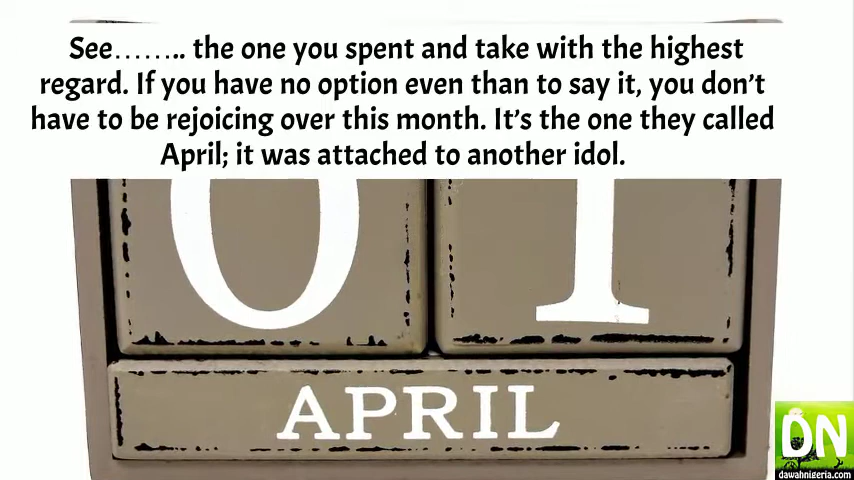 See…….. the one you spent and take with the highest
regard. If you have no option even than to say it, you don’t
have to be rejoicing over this month. It’s the one they called
April; it was attached to another idol.
01
APRIL
DN
dawahnigeria.com